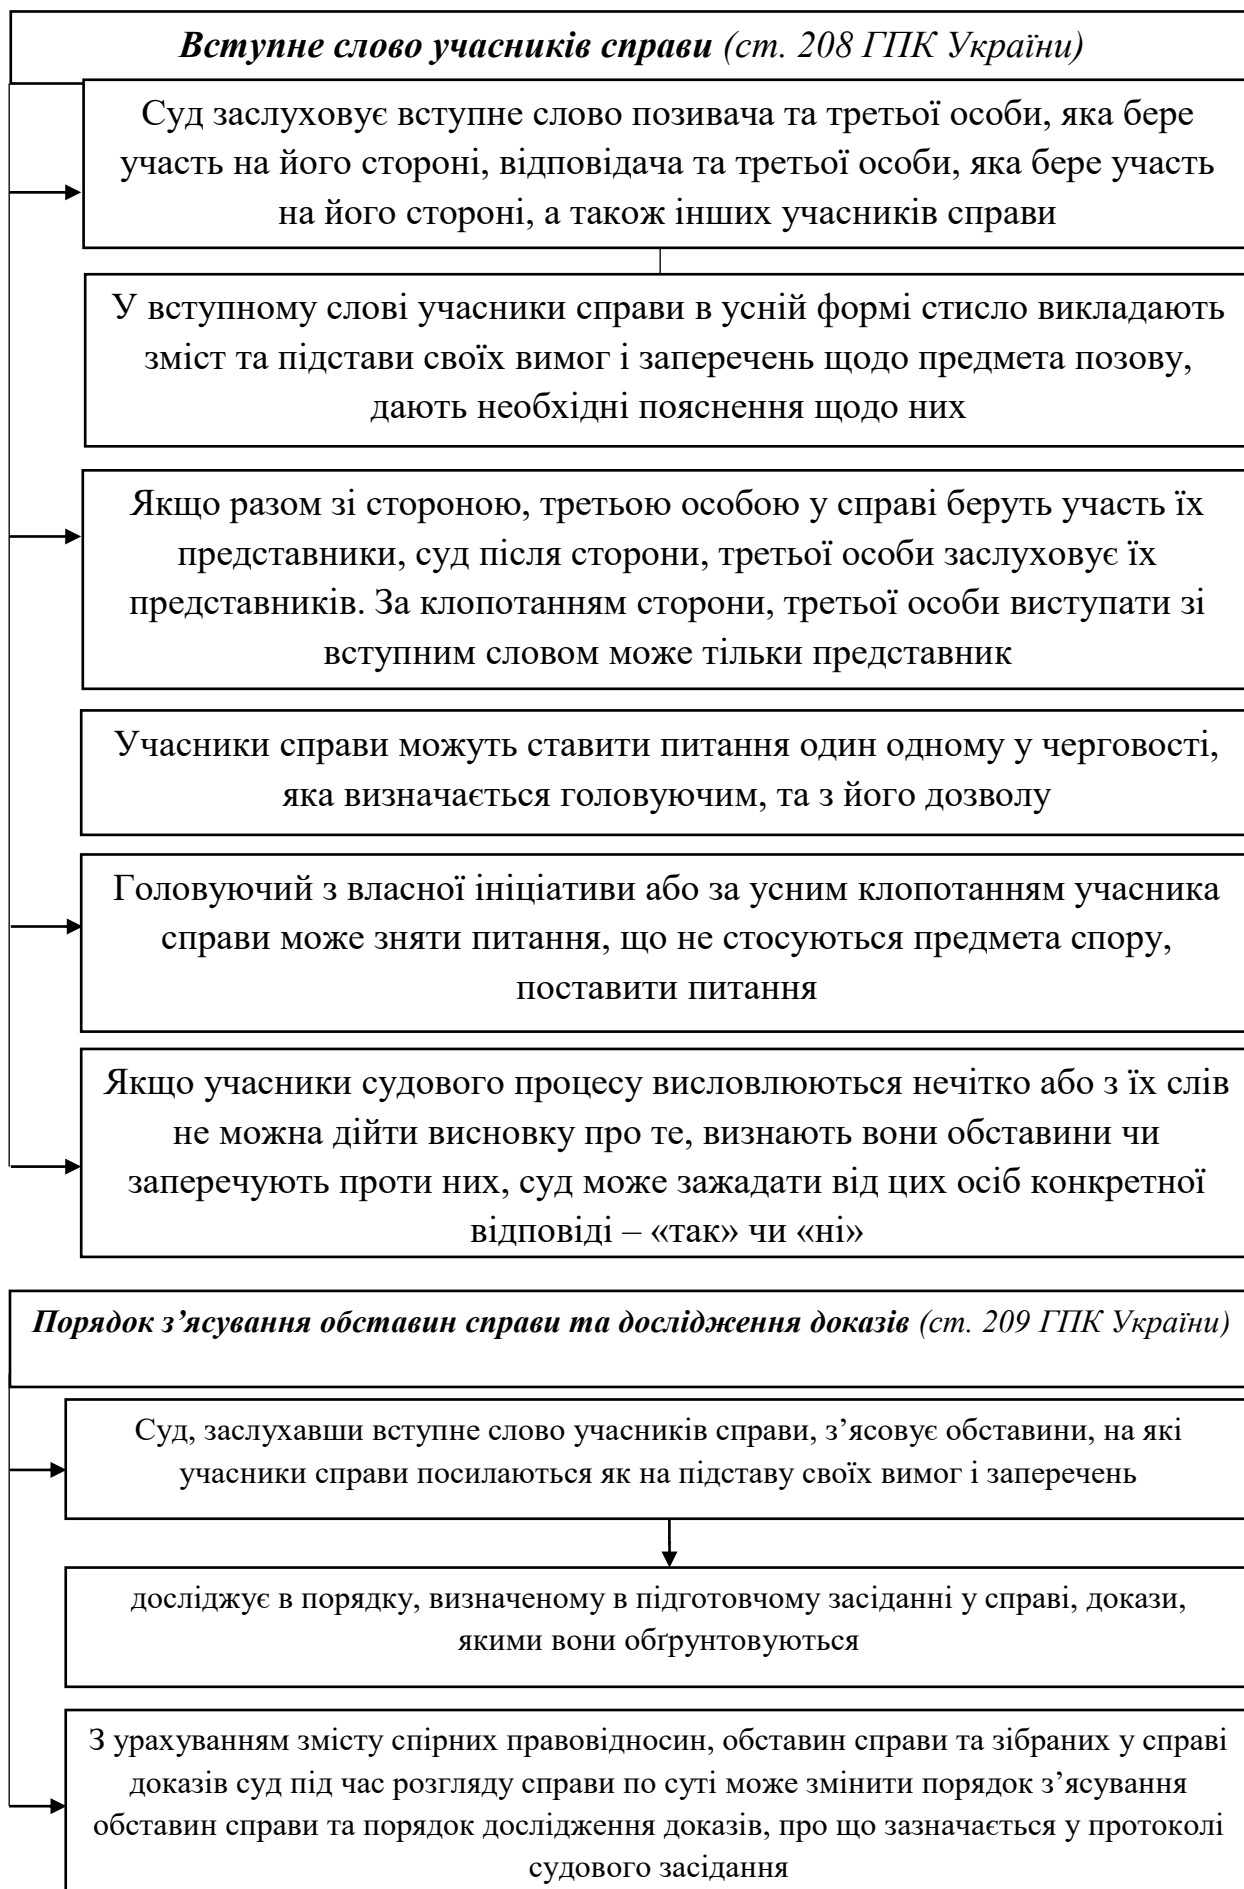 Вступне слово учасників справи (ст. 208 ГПК України)
Суд заслуховує вступне слово позивача та третьої особи, яка бере
участь на його стороні, відповідача та третьої особи, яка бере участь
на його стороні, а також інших учасників справи
У вступному слові учасники справи в усній формі стисло викладають
зміст та підстави своїх вимог і заперечень щодо предмета позову,
дають необхідні пояснення щодо них
Якщо разом зі стороною, третьою особою у справі беруть участь їх
представники, суд після сторони, третьої особи заслуховує їх
представників. За клопотанням сторони, третьої особи виступати зі
вступним словом може тільки представник
Учасники справи можуть ставити питання один одному у черговості,
яка визначається головуючим, та з його дозволу
Головуючий з власної ініціативи або за усним клопотанням учасника
справи може зняти питання, що не стосуються предмета спору,
поставити питання
Якщо учасники судового процесу висловлюються нечітко або з їх слів
не можна дійти висновку про те, визнають вони обставини чи
заперечують проти них, суд може зажадати від цих осіб конкретної
відповіді – «так» чи «ні»
Порядок з’ясування обставин справи та дослідження доказів (ст. 209 ГПК України)
Суд, заслухавши вступне слово учасників справи, з’ясовує обставини, на які
учасники справи посилаються як на підставу своїх вимог і заперечень
досліджує в порядку, визначеному в підготовчому засіданні у справі, докази,
якими вони обґрунтовуються
З урахуванням змісту спірних правовідносин, обставин справи та зібраних у справі
доказів суд під час розгляду справи по суті може змінити порядок з’ясування
обставин справи та порядок дослідження доказів, про що зазначається у протоколі
судового засідання